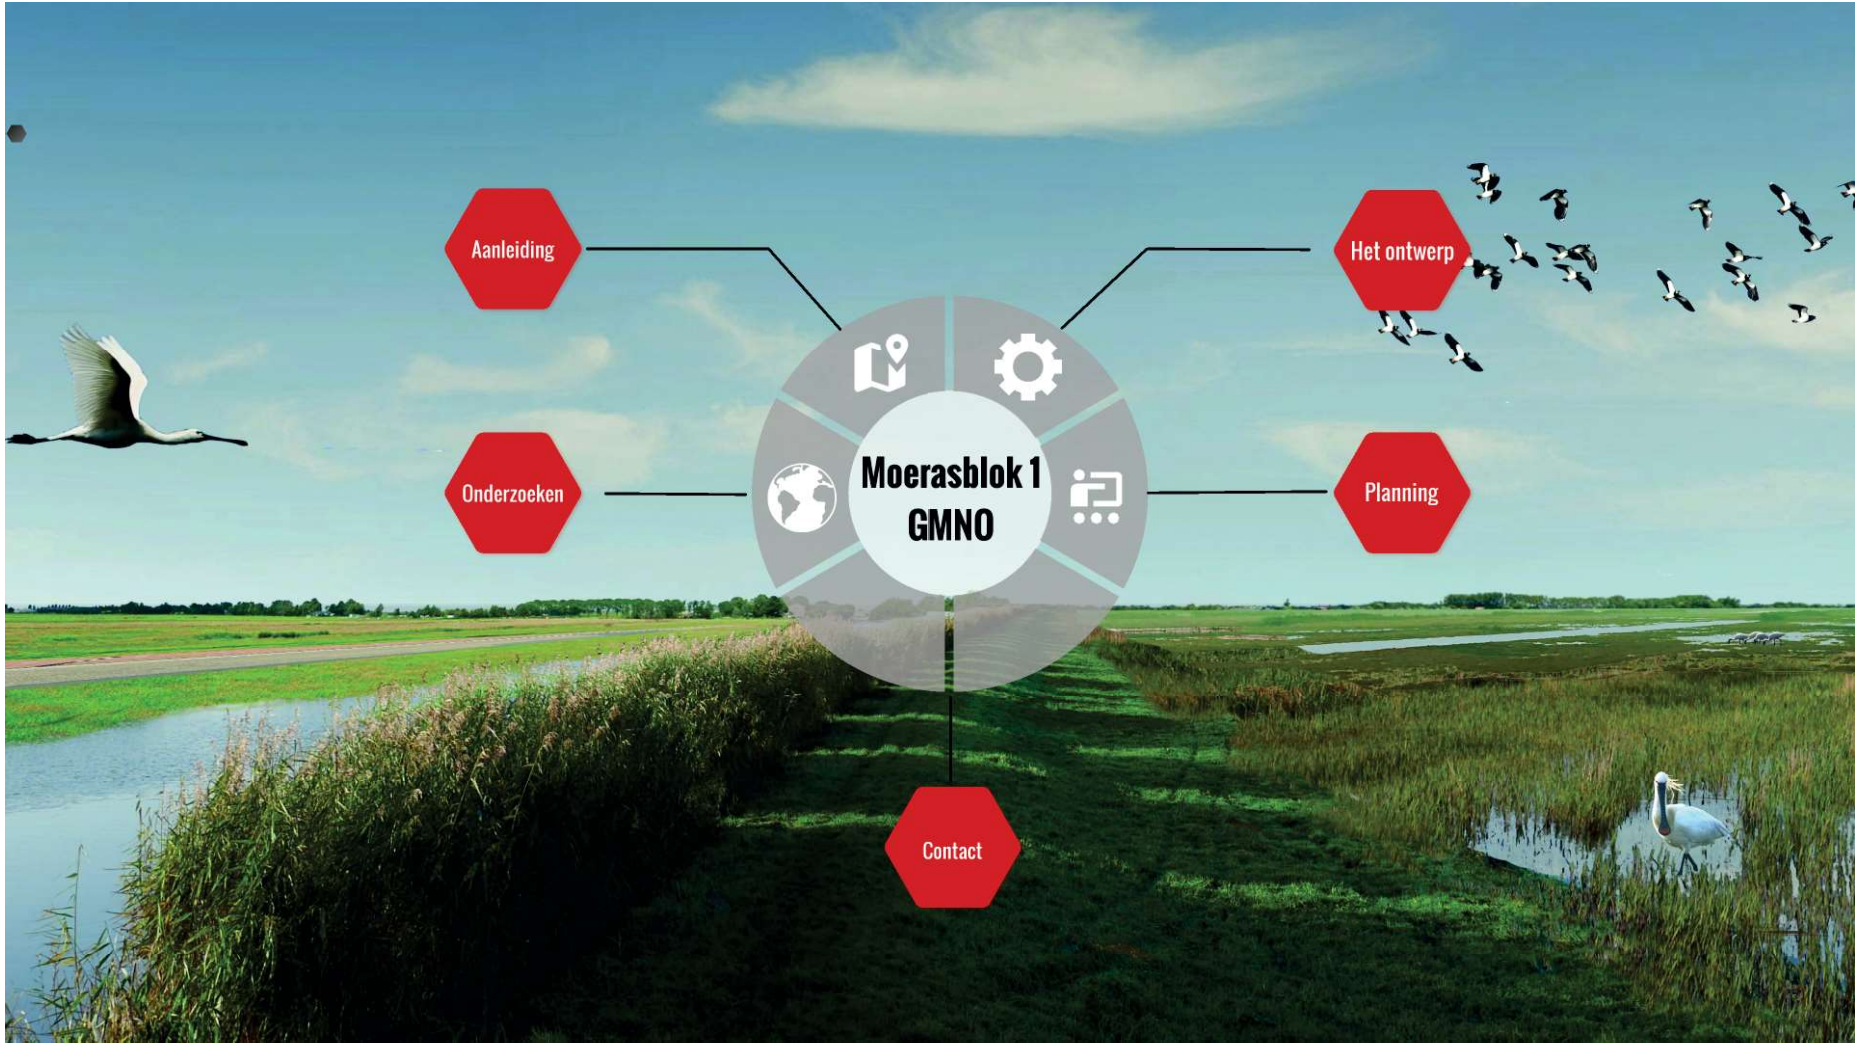 Aanleiding
Het ontwerp
Onderzoeken
Moerasblok 1
GMNO
Planning
Contact